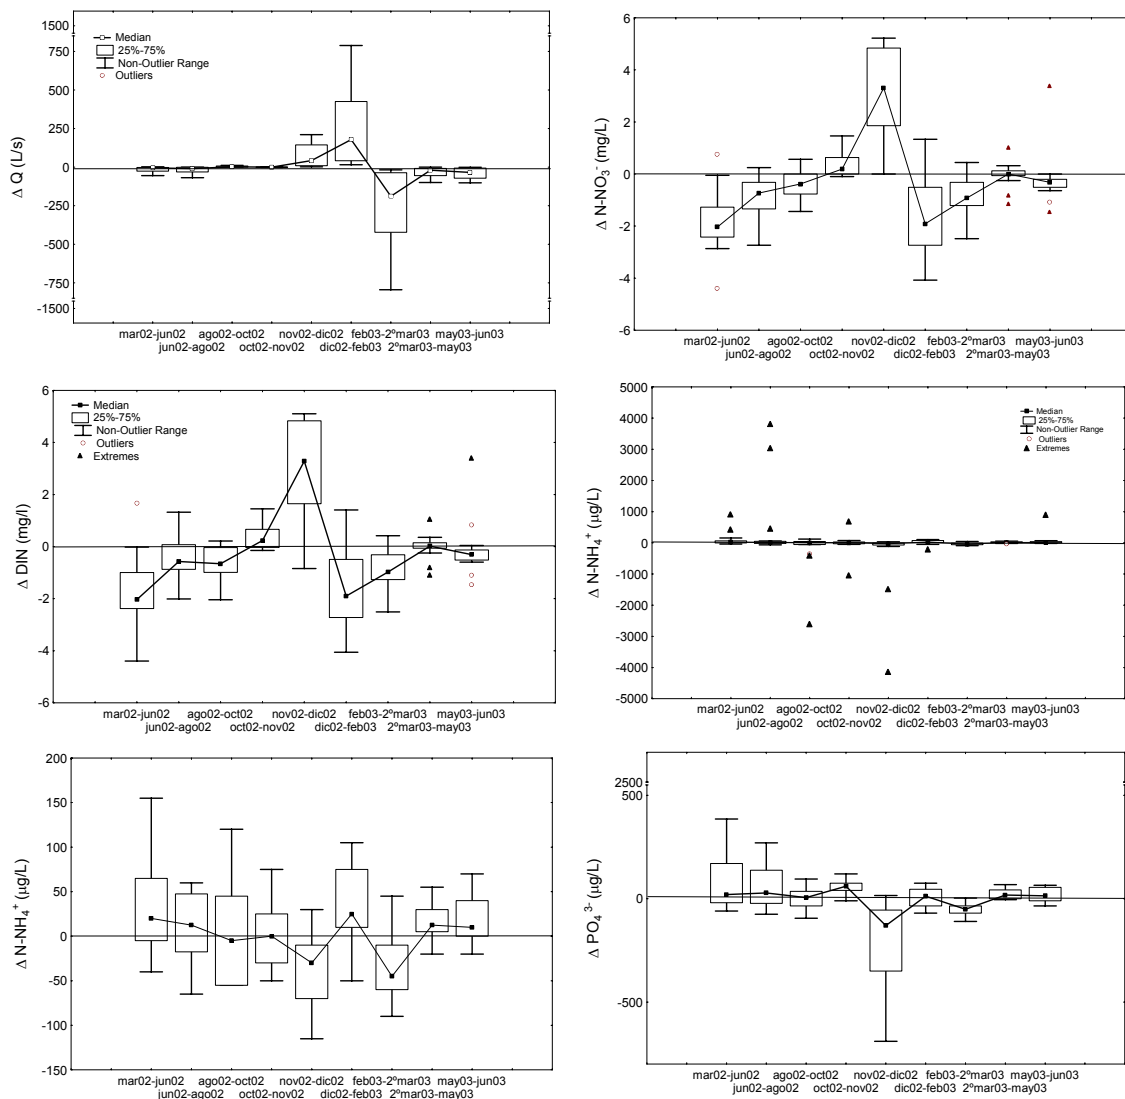 Δ Q (L/s)
1500
750
500
250
0
-250
-500
-750
-1500
Median
25%-75%
Non-Outlier Range
Outliers
mar02-jun02
jun02-ago02
ago02-oct02
oct02-nov02
nov02-dic02
dic02-feb03
feb03-2ºmar03
2ºmar03-may03
may03-jun03
Δ N-NO₃⁻ (mg/L)
6
4
2
0
-2
-4
-6
mar02-jun02
jun02-ago02
ago02-oct02
oct02-nov02
nov02-dic02
dic02-feb03
feb03-2ºmar03
2ºmar03-may03
may03-jun03
Δ DIN (mg/l)
6
4
2
0
-2
-4
-6
Median
25%-75%
Non-Outlier Range
Outliers
Extremes
mar02-jun02
jun02-ago02
ago02-oct02
oct02-nov02
nov02-dic02
dic02-feb03
feb03-2ºmar03
2ºmar03-may03
may03-jun03
Δ N-NH₄⁺ (µg/L)
5000
4000
3000
2000
1000
0
-1000
-2000
-3000
-4000
-5000
Median
25%-75%
Non-Outlier Range
Outliers
Extremes
mar02-jun02
jun02-ago02
ago02-oct02
oct02-nov02
nov02-dic02
dic02-feb03
feb03-2ºmar03
2ºmar03-may03
may03-jun03
Δ N-NH₄⁺ (µg/L)
200
150
100
50
0
-50
-100
-150
mar02-jun02
jun02-ago02
ago02-oct02
oct02-nov02
nov02-dic02
dic02-feb03
feb03-2ºmar03
2ºmar03-may03
may03-jun03
Δ PO₄³⁻ (µg/L)
2500
500
0
-500
mar02-jun02
jun02-ago02
ago02-oct02
oct02-nov02
nov02-dic02
dic02-feb03
feb03-2ºmar03
2ºmar03-may03
may03-jun03